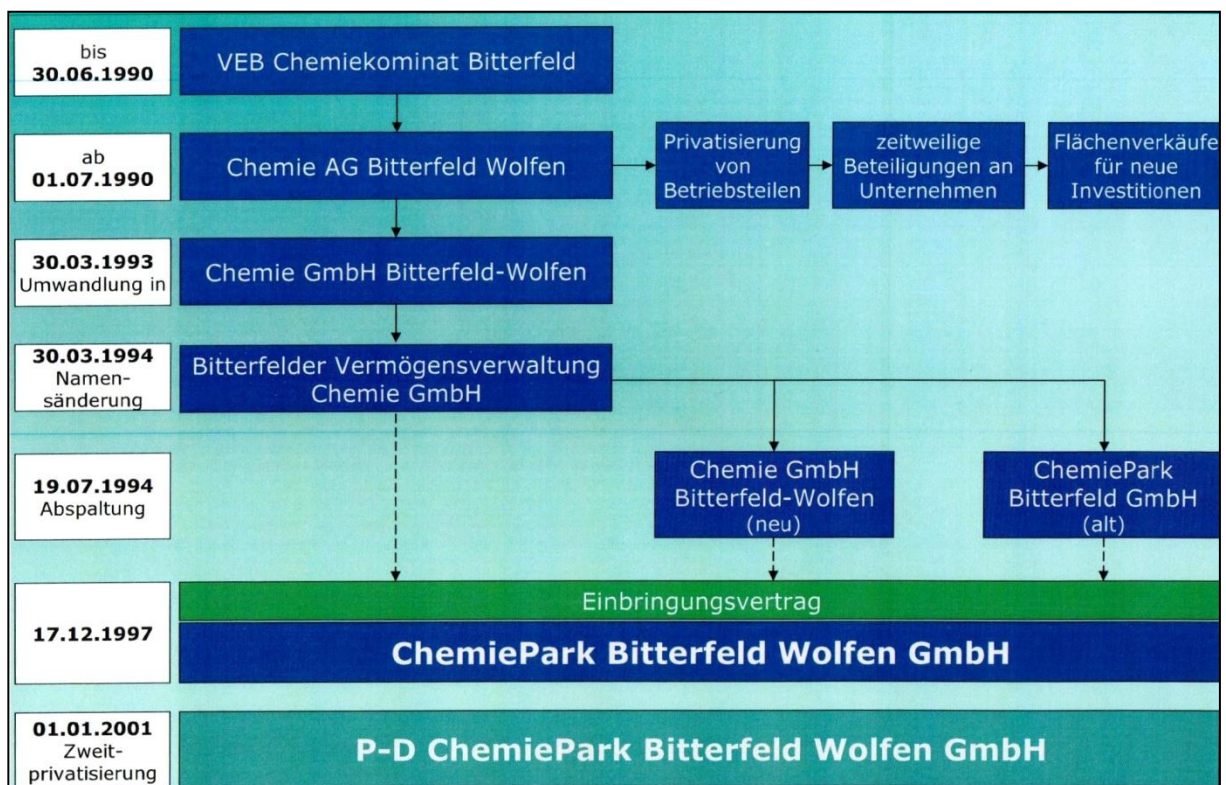 bis
30.06.1990
VEB Chemiekominat Bitterfeld
ab
01.07.1990
Chemie AG Bitterfeld Wolfen
Privatisierung
von
Betriebsteilen
zeitweilige
Beteiligungen an
Unternehmen
Flächenverkäufe
für neue
Investitionen
30.03.1993
Umwandlung in
Chemie GmbH Bitterfeld-Wolfen
30.03.1994
Namen-
sänderung
Bitterfelder Vermögensverwaltung
Chemie GmbH
19.07.1994
Abspaltung
Chemie GmbH
Bitterfeld-Wolfen
(neu)
ChemiePark
Bitterfeld GmbH
(alt)
17.12.1997
Einbringungsvertrag
ChemiePark Bitterfeld Wolfen GmbH
01.01.2001
Zweit-
privatisierung
P-D ChemiePark Bitterfeld Wolfen GmbH